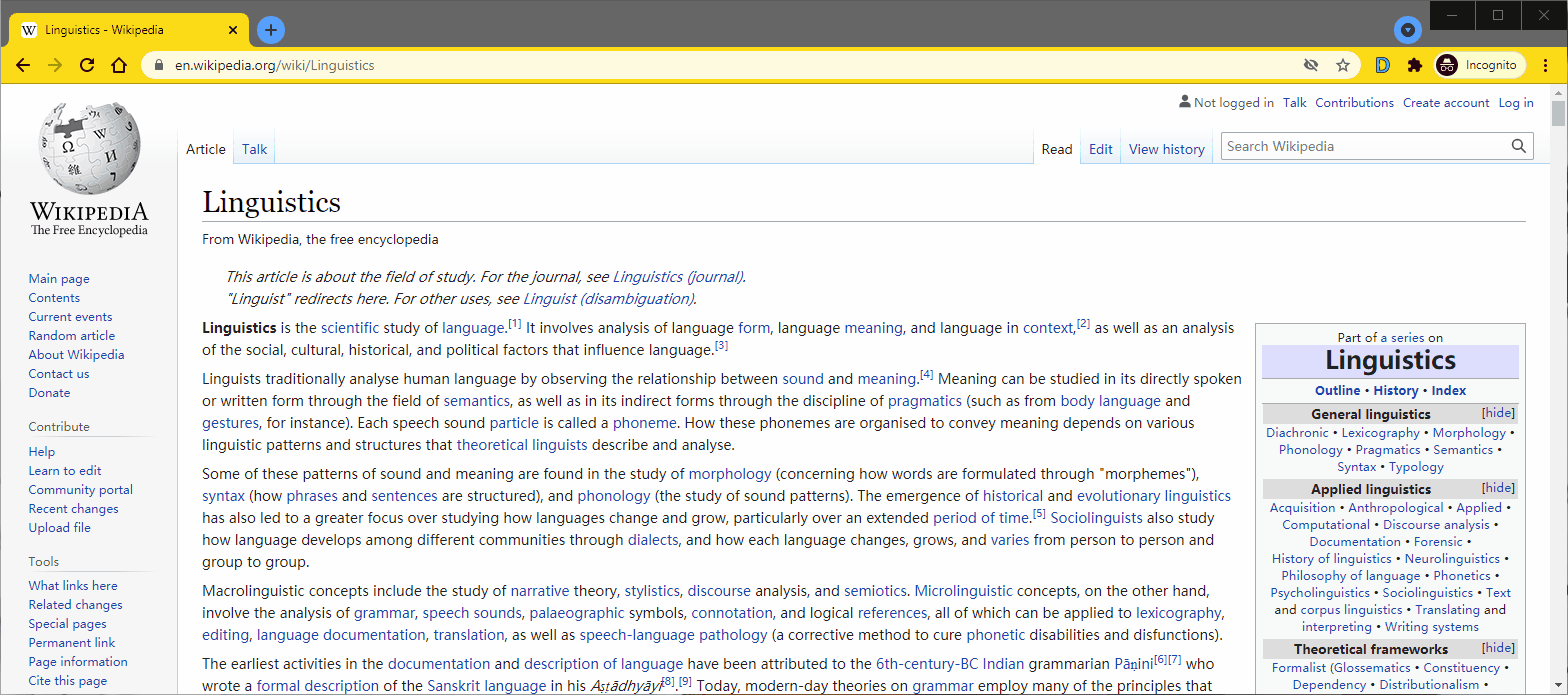 Linguistics - Wikipedia
en.wikipedia.org/wiki/Linguistics
Incognito
Not logged in Talk Contributions Create account Log in
Article Talk Read Edit View history Search Wikipedia
WIKIPEDIA
The Free Encyclopedia
Main page
Contents
Current events
Random article
About Wikipedia
Contact us
Donate
Contribute
Help
Learn to edit
Community portal
Recent changes
Upload file
Tools
What links here
Related changes
Special pages
Permanent link
Page information
Cite this page
Linguistics
From Wikipedia, the free encyclopedia
This article is about the field of study. For the journal, see Linguistics (journal).
"Linguist" redirects here. For other uses, see Linguist (disambiguation).
Linguistics is the scientific study of language.[1] It involves analysis of language form, language meaning, and language in context,[2] as well as an analysis
of the social, cultural, historical, and political factors that influence language.[3]
Linguists traditionally analyse human language by observing the relationship between sound and meaning.[4] Meaning can be studied in its directly spoken
or written form through the field of semantics, as well as in its indirect forms through the discipline of pragmatics (such as from body language and
gestures, for instance). Each speech sound particle is called a phoneme. How these phonemes are organised to convey meaning depends on various
linguistic patterns and structures that theoretical linguists describe and analyse.
Some of these patterns of sound and meaning are found in the study of morphology (concerning how words are formulated through "morphemes"),
syntax (how phrases and sentences are structured), and phonology (the study of sound patterns). The emergence of historical and evolutionary linguistics
has also led to a greater focus over studying how languages change and grow, particularly over an extended period of time.[5] Sociolinguists also study
how language develops among different communities through dialects, and how each language changes, grows, and varies from person to person and
group to group.
Macrolinguistic concepts include the study of narrative theory, stylistics, discourse analysis, and semiotics. Microlinguistic concepts, on the other hand,
involve the analysis of grammar, speech sounds, palaeographic symbols, connotation, and logical references, all of which can be applied to lexicography,
editing, language documentation, translation, as well as speech-language pathology (a corrective method to cure phonetic disabilities and disfunctions).
The earliest activities in the documentation and description of language have been attributed to the 6th-century-BC Indian grammarian Pāṇini[6][7] who
wrote a formal description of the Sanskrit language in his Aṣṭādhyāyī[8].[9] Today, modern-day theories on grammar employ many of the principles that
Part of a series on
Linguistics
Outline • History • Index
General linguistics [hide]
Diachronic • Lexicography • Morphology •
Phonology • Pragmatics • Semantics •
Syntax • Typology
Applied linguistics [hide]
Acquisition • Anthropological • Applied •
Computational • Discourse analysis •
Documentation • Forensic •
History of linguistics • Neurolinguistics •
Philosophy of language • Phonetics •
Psycholinguistics • Sociolinguistics • Text
and corpus linguistics • Translating and
interpreting • Writing systems
Theoretical frameworks [hide]
Formalist (Glossematics • Constituency •
Dependency • Distributionalism •